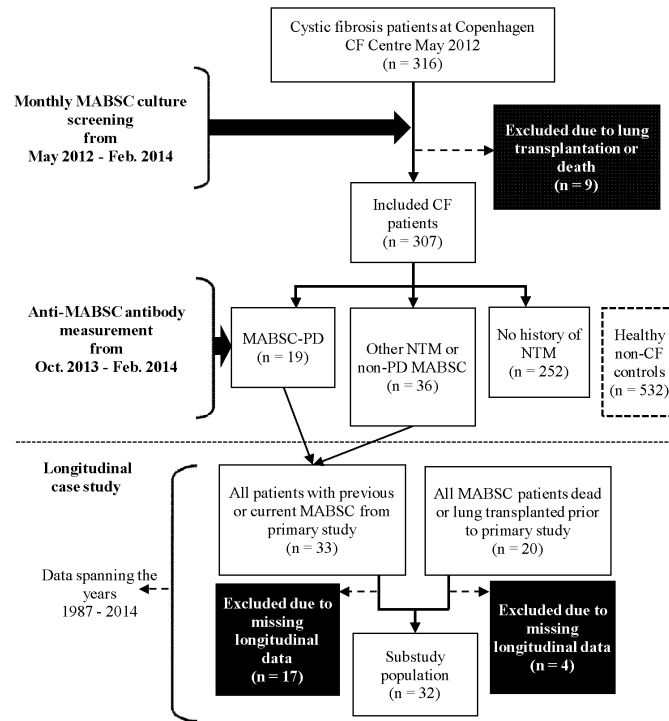 Cystic fibrosis patients at Copenhagen
CF Centre May 2012
(n = 316)
Monthly MABSC culture
screening
from
May 2012 - Feb. 2014
Excluded due to lung
transplantation or
death
(n = 9)
Included CF
patients
(n = 307)
Anti-MABSC antibody
measurement
from
Oct. 2013 - Feb. 2014
MABSC-PD
(n = 19)
Other NTM or
non-PD MABSC
(n = 36)
No history of
NTM
(n = 252)
Healthy
non-CF
controls
(n = 532)
Longitudinal
case study
All patients with previous
or current MABSC from
primary study
(n = 33)
All MABSC patients dead
or lung transplanted prior
to primary study
(n = 20)
Data spanning the
years
1987 - 2014
Excluded due to
missing
longitudinal
data
(n = 17)
Excluded due to
missing
longitudinal data
(n = 4)
Substudy
population
(n = 32)